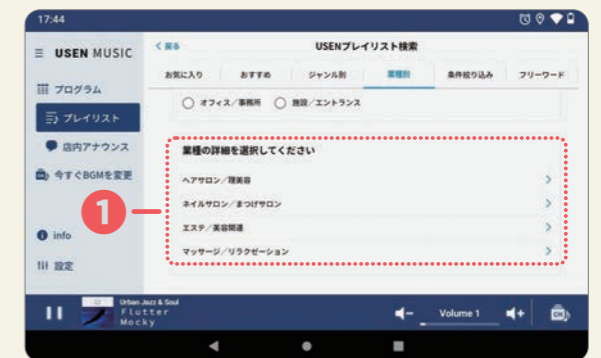 17:44
USEN MUSIC
プログラム
プレイリスト
店内アナウンス
今すぐBGMを変更
info
設定
く 戻る
USENプレイリスト検索
お気に入り おすすめ ジャンル別 業種別 条件絞り込み フリーワード
オフィス／事務所 施設／エントランス
業種の詳細を選択してください
ヘアサロン／理美容
ネイルサロン／まつげサロン
エステ／美容関連
マッサージ／リラクゼーション
1
Urban Jazz & Soul
Flutter
Mocky
Volume 1
CH